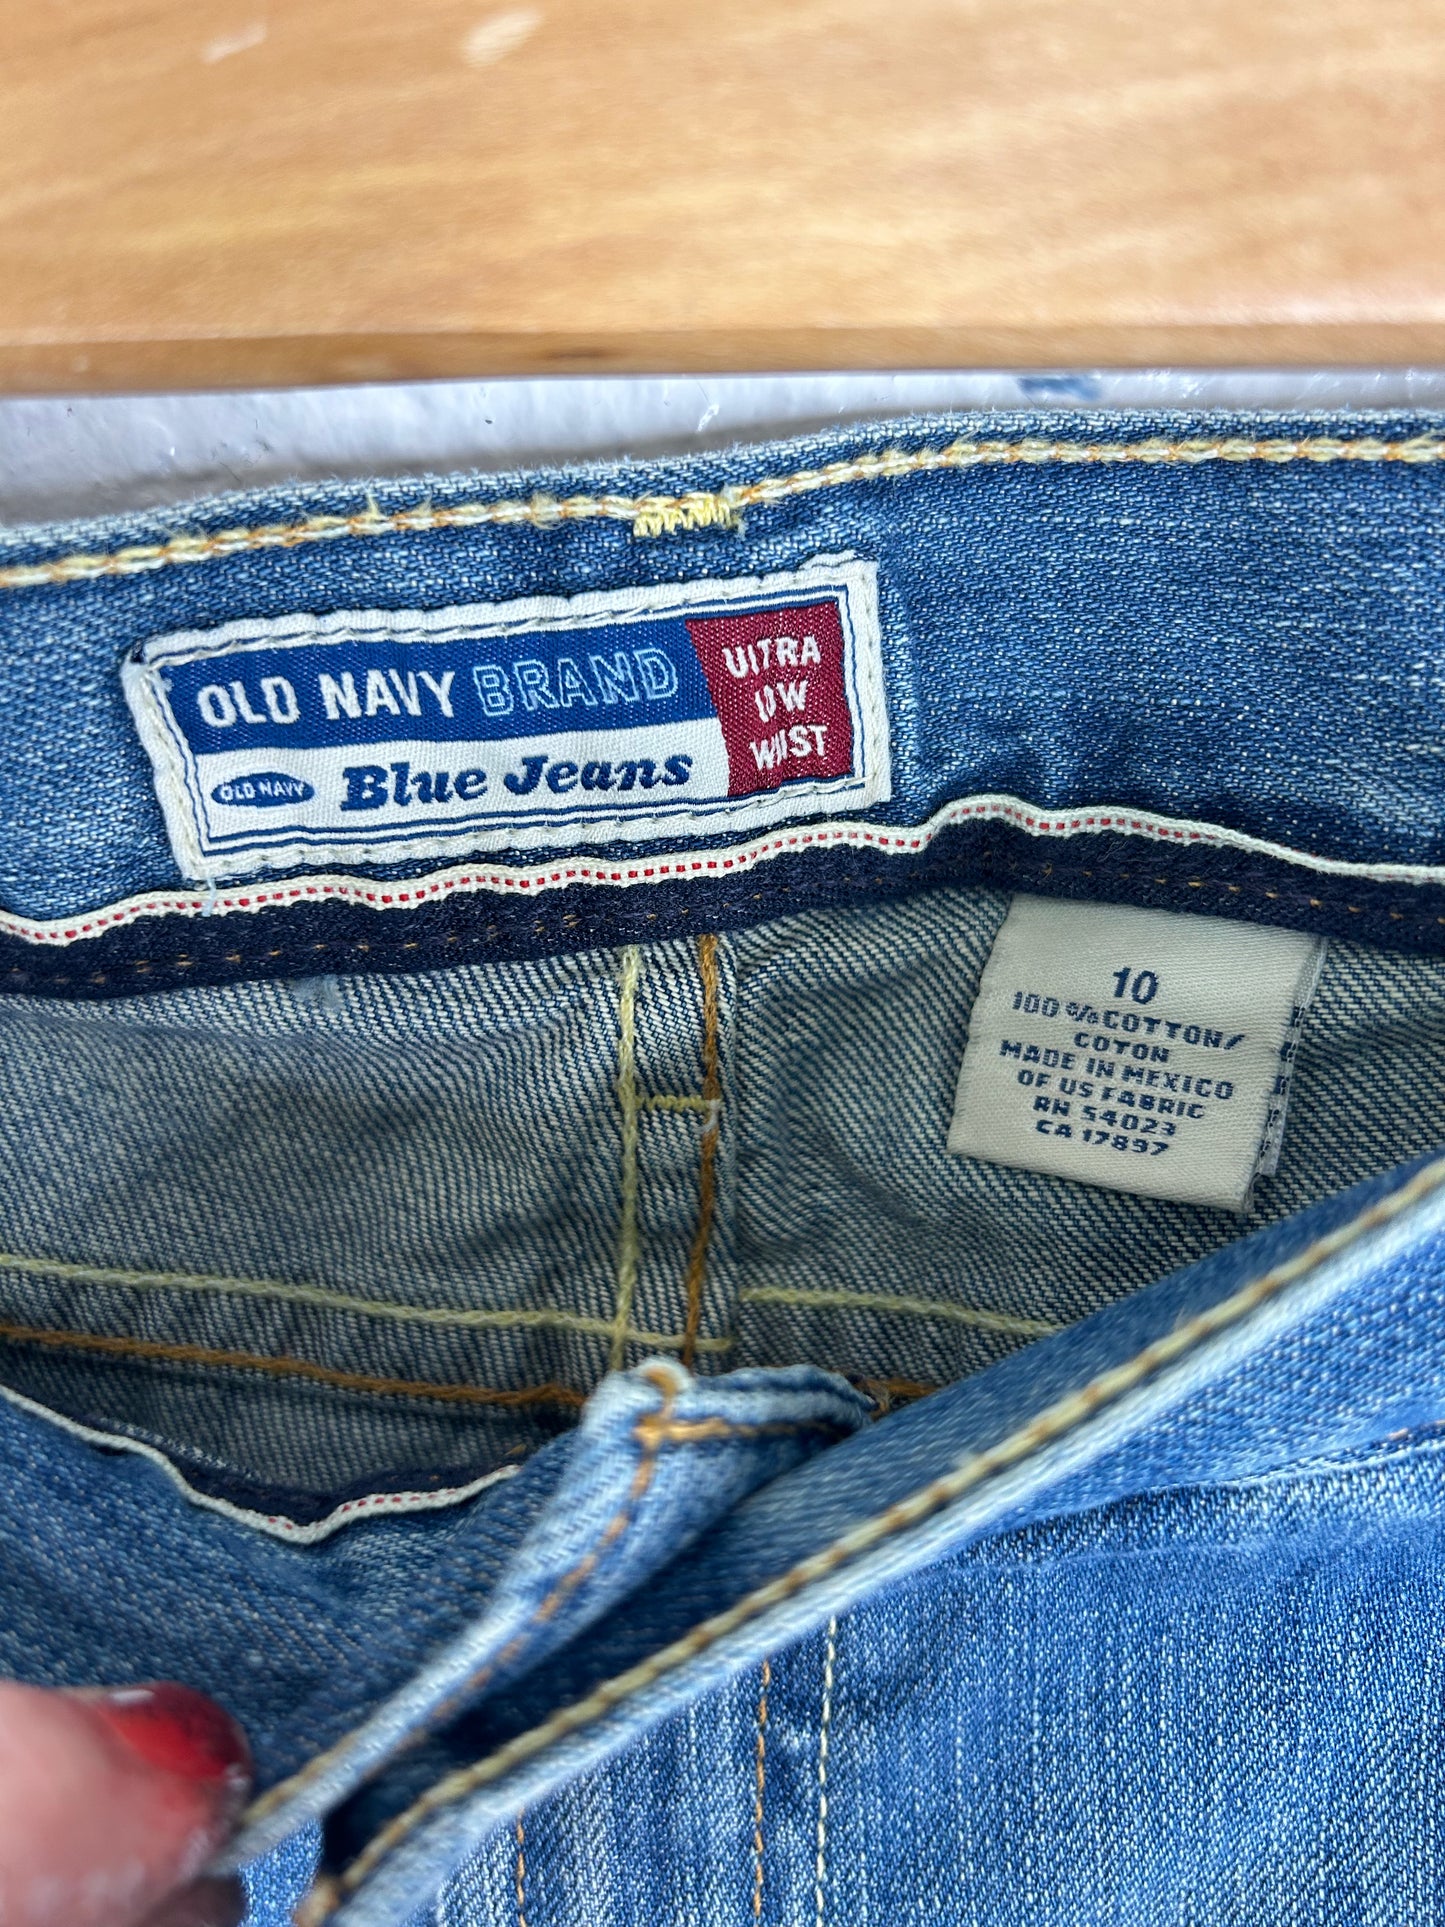 OLD NAVY BRAND
OLD NAVY Blue Jeans
ULTRA
LOW
WAIST
10
100%COTTON/
COTON
MADE IN MEXICO
OF US FABRIC
RN 54023
CA 17897